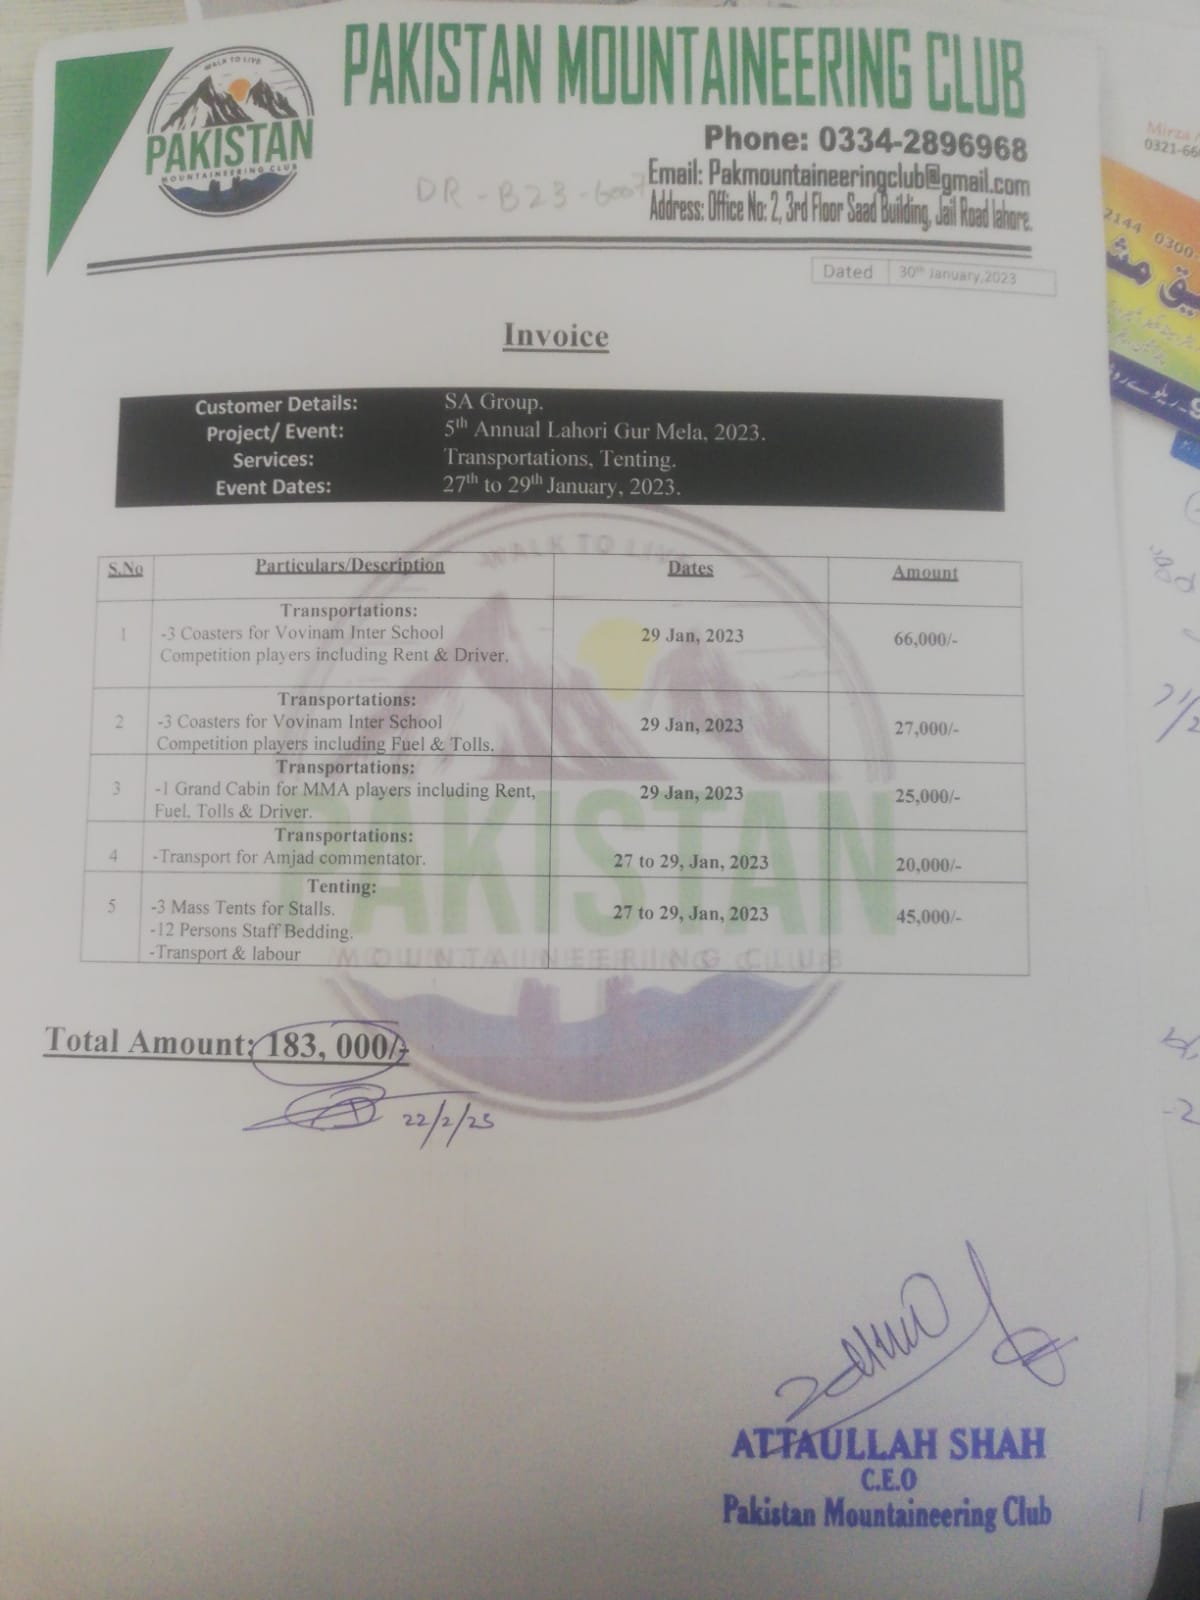 WALK TO LIVE
PAKISTAN
MOUNTAINEERING CLUB
PAKISTAN MOUNTAINEERING CLUB
Phone: 0334-2896968
Email: Pakmountaineeringclub@gmail.com
Address: Office No: 2, 3rd Floor Saad Building, Jail Road lahore.
DR-B23-6007
Dated 30th January,2023
Invoice
Customer Details: SA Group.
Project/ Event: 5th Annual Lahori Gur Mela, 2023.
Services: Transportations, Tenting.
Event Dates: 27th to 29th January, 2023.
S.No Particulars/Description Dates Amount
Transportations:
1 -3 Coasters for Vovinam Inter School 29 Jan, 2023 66,000/-
Competition players including Rent & Driver.
Transportations:
2 -3 Coasters for Vovinam Inter School 29 Jan, 2023 27,000/-
Competition players including Fuel & Tolls.
Transportations:
3 -1 Grand Cabin for MMA players including Rent, 29 Jan, 2023 25,000/-
Fuel, Tolls & Driver.
Transportations:
4 -Transport for Amjad commentator. 27 to 29, Jan, 2023 20,000/-
Tenting:
5 -3 Mass Tents for Stalls. 27 to 29, Jan, 2023 45,000/-
-12 Persons Staff Bedding.
-Transport & labour
WALK TO LIVE
PAKISTAN
MOUNTAINEERING CLUB
Total Amount: 183, 000/-
22/2/23
ATTAULLAH SHAH
C.E.O
Pakistan Mountaineering Club
Mirza
0321-66
2144 0300-